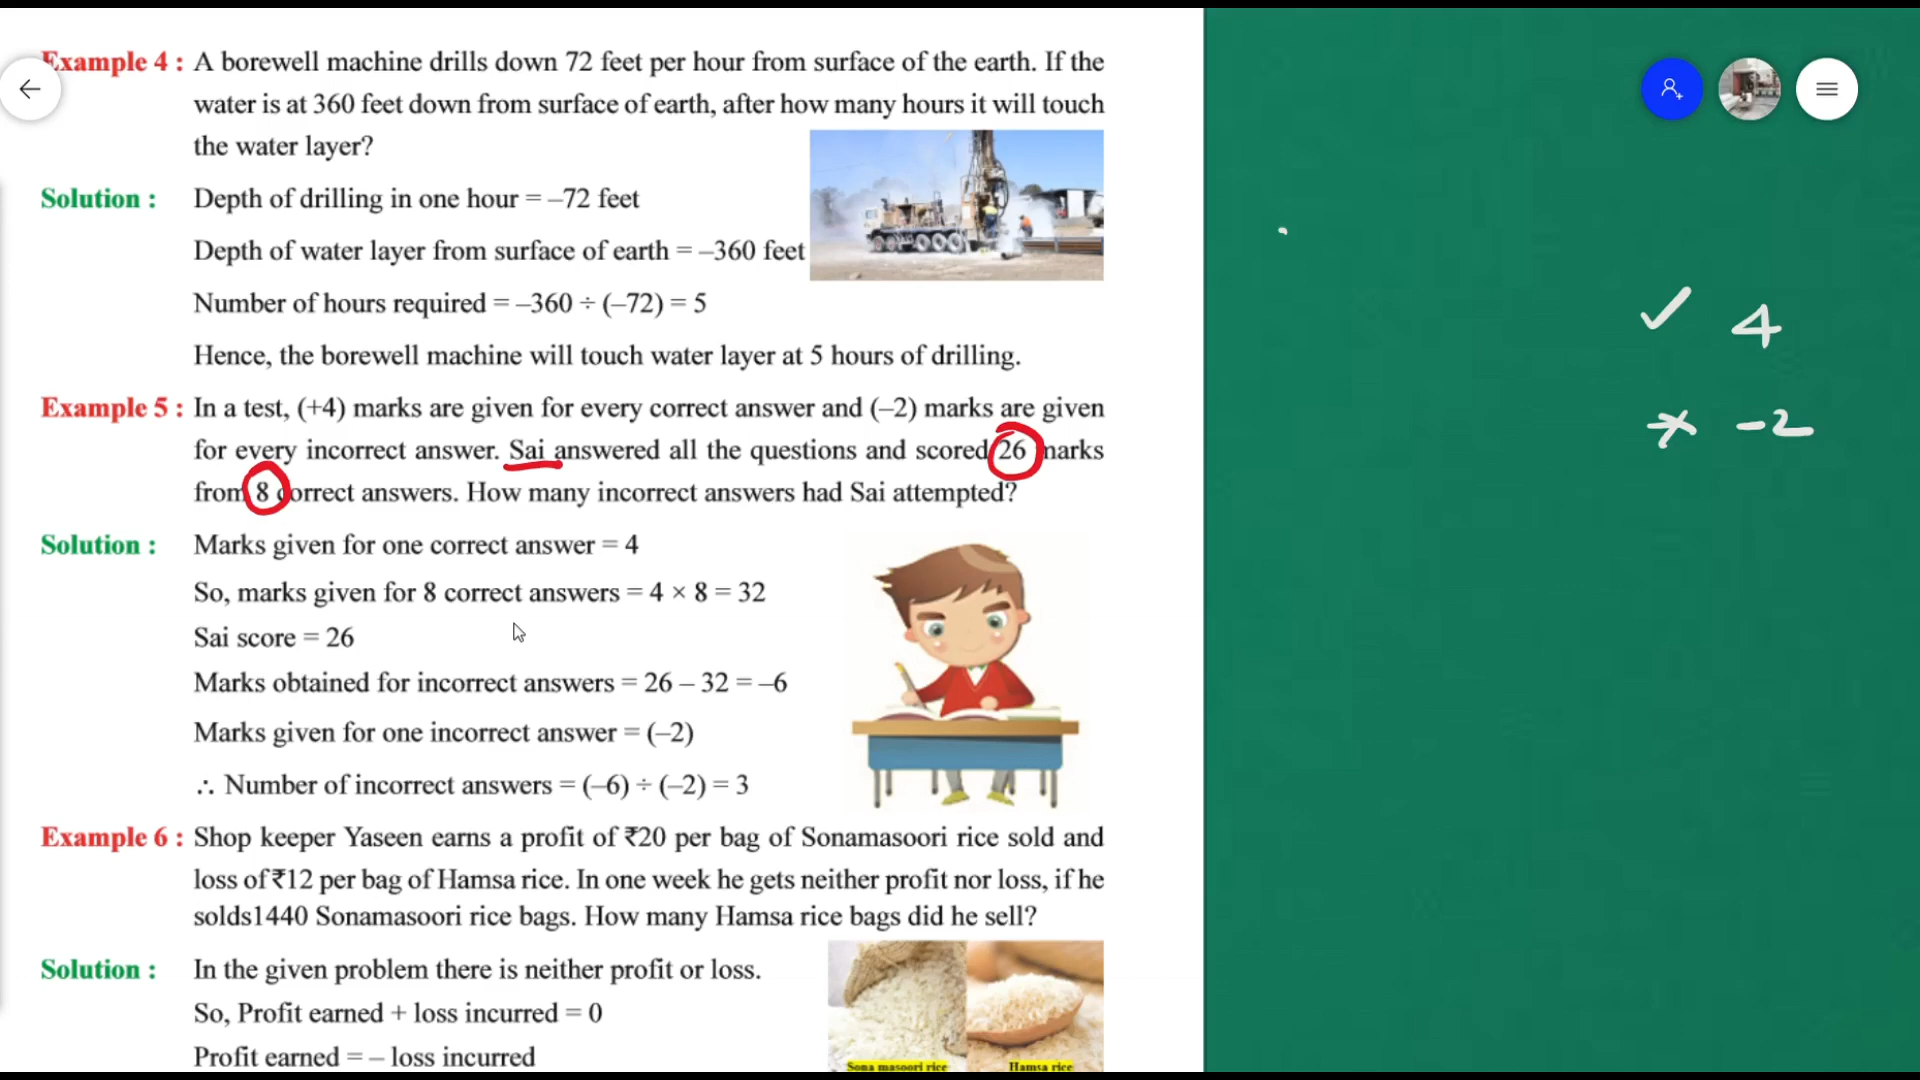 Example 4 : A borewell machine drills down 72 feet per hour from surface of the earth. If the
water is at 360 feet down from surface of earth, after how many hours it will touch
the water layer?
Solution : Depth of drilling in one hour = –72 feet
Depth of water layer from surface of earth = –360 feet
Number of hours required = –360 ÷ (–72) = 5
Hence, the borewell machine will touch water layer at 5 hours of drilling.
Example 5 : In a test, (+4) marks are given for every correct answer and (–2) marks are given
for every incorrect answer. Sai answered all the questions and scored 26 marks
from 8 correct answers. How many incorrect answers had Sai attempted?
Solution : Marks given for one correct answer = 4
So, marks given for 8 correct answers = 4 × 8 = 32
Sai score = 26
Marks obtained for incorrect answers = 26 – 32 = –6
Marks given for one incorrect answer = (–2)
∴ Number of incorrect answers = (–6) ÷ (–2) = 3
Example 6 : Shop keeper Yaseen earns a profit of ₹20 per bag of Sonamasoori rice sold and
loss of ₹12 per bag of Hamsa rice. In one week he gets neither profit nor loss, if he
solds1440 Sonamasoori rice bags. How many Hamsa rice bags did he sell?
Solution : In the given problem there is neither profit or loss.
So, Profit earned + loss incurred = 0
Profit earned = – loss incurred
Sona masoori rice Hamsa rice
✓ 4
× -2